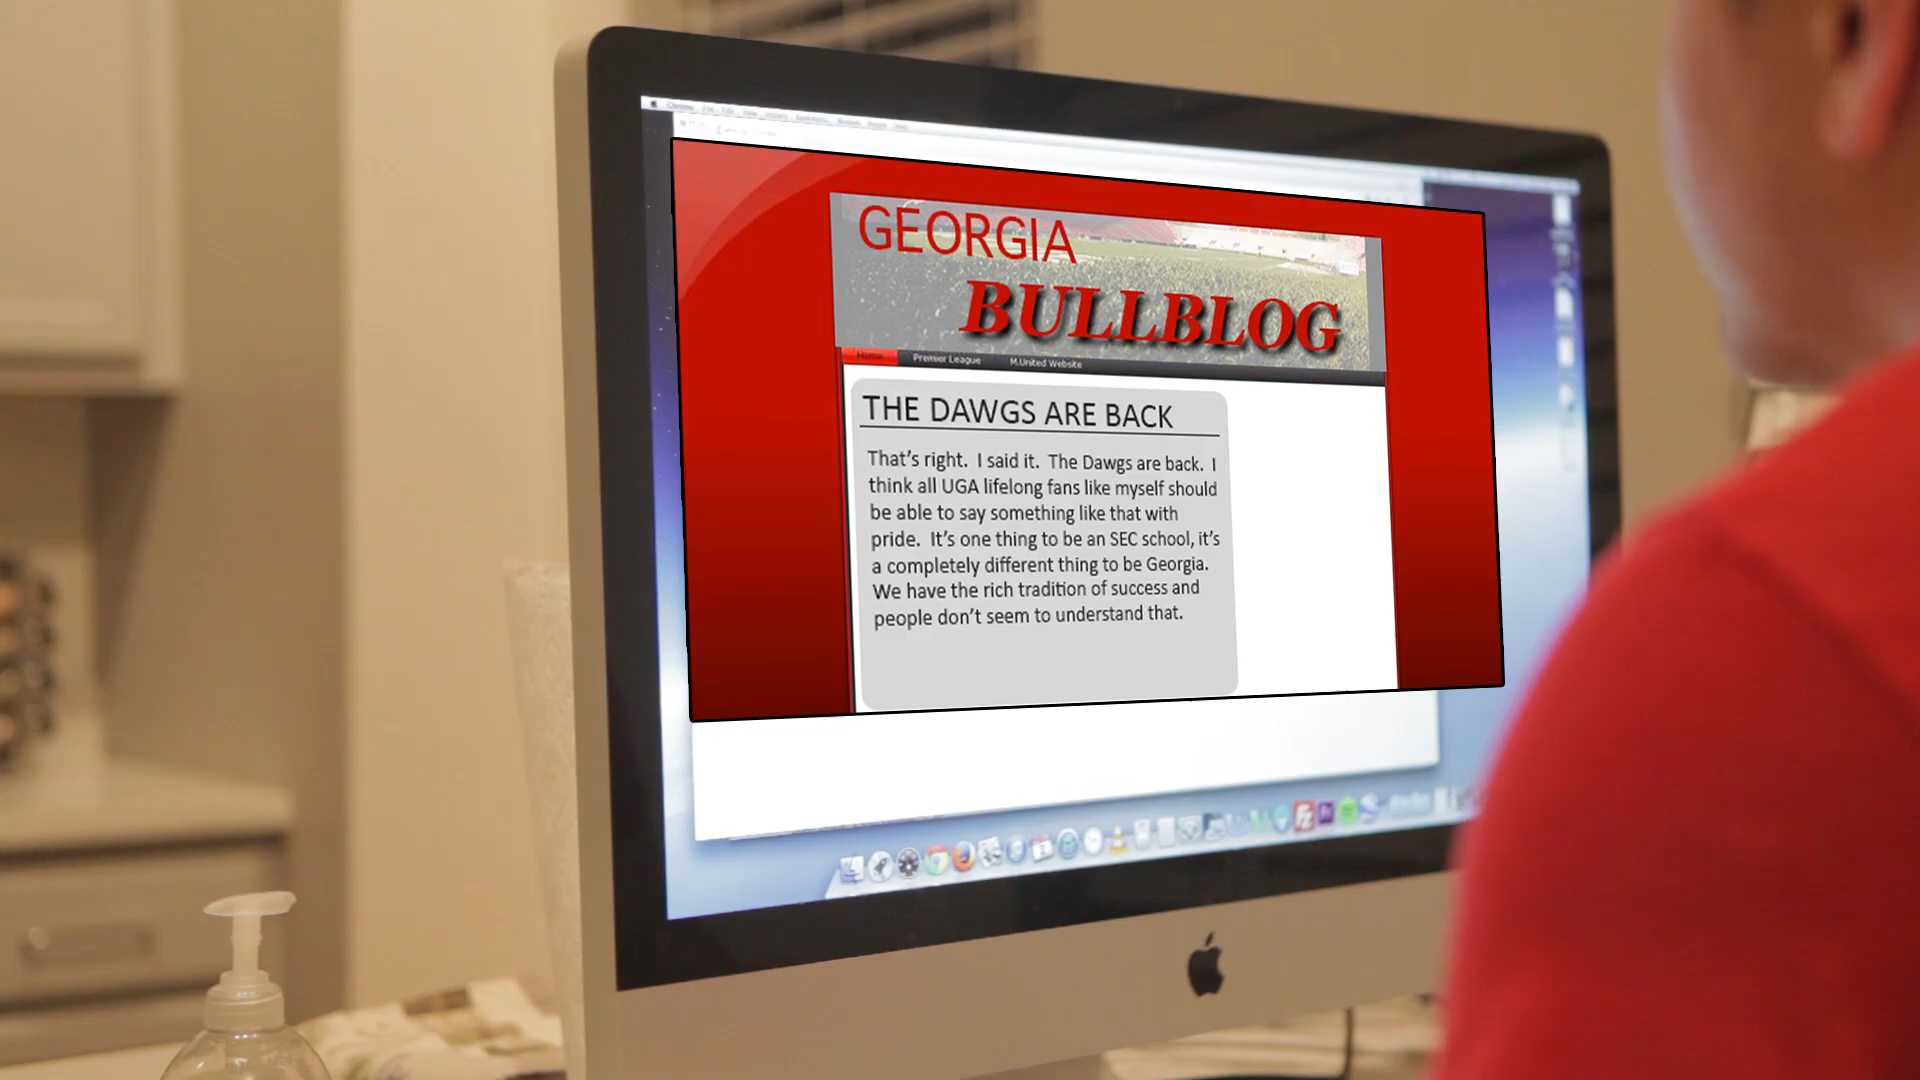 GEORGIA
BULLBLOG
Home Premier League M.United Website
THE DAWGS ARE BACK
That's right.  I said it.  The Dawgs are back.  I
think all UGA lifelong fans like myself should
be able to say something like that with
pride.  It's one thing to be an SEC school, it's
a completely different thing to be Georgia.
We have the rich tradition of success and
people don't seem to understand that.